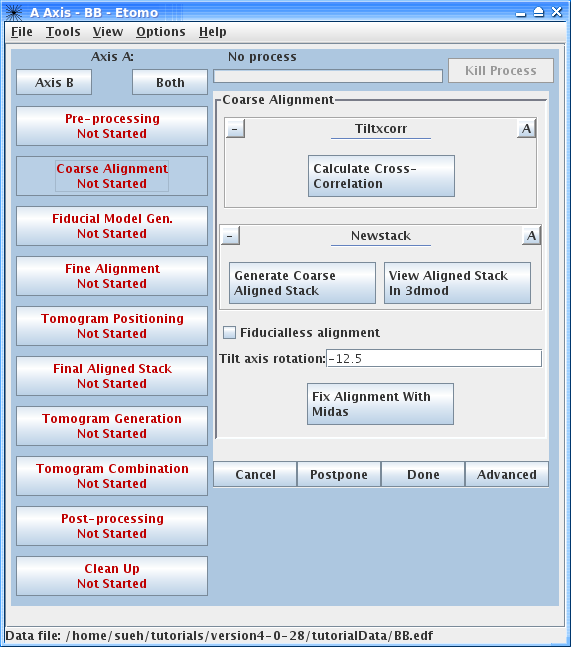 A Axis - BB - Etomo
File Tools View Options Help
Axis A:
No process
Axis B
Both
Kill Process
Pre-processing
Not Started
Coarse Alignment
Not Started
Fiducial Model Gen.
Not Started
Fine Alignment
Not Started
Tomogram Positioning
Not Started
Final Aligned Stack
Not Started
Tomogram Generation
Not Started
Tomogram Combination
Not Started
Post-processing
Not Started
Clean Up
Not Started
Coarse Alignment
- Tiltxcorr A
Calculate Cross-
Correlation
- Newstack A
Generate Coarse
Aligned Stack
View Aligned Stack
In 3dmod
Fiducialless alignment
Tilt axis rotation: -12.5
Fix Alignment With
Midas
Cancel Postpone Done Advanced
Data file: /home/sueh/tutorials/version4-0-28/tutorialData/BB.edf